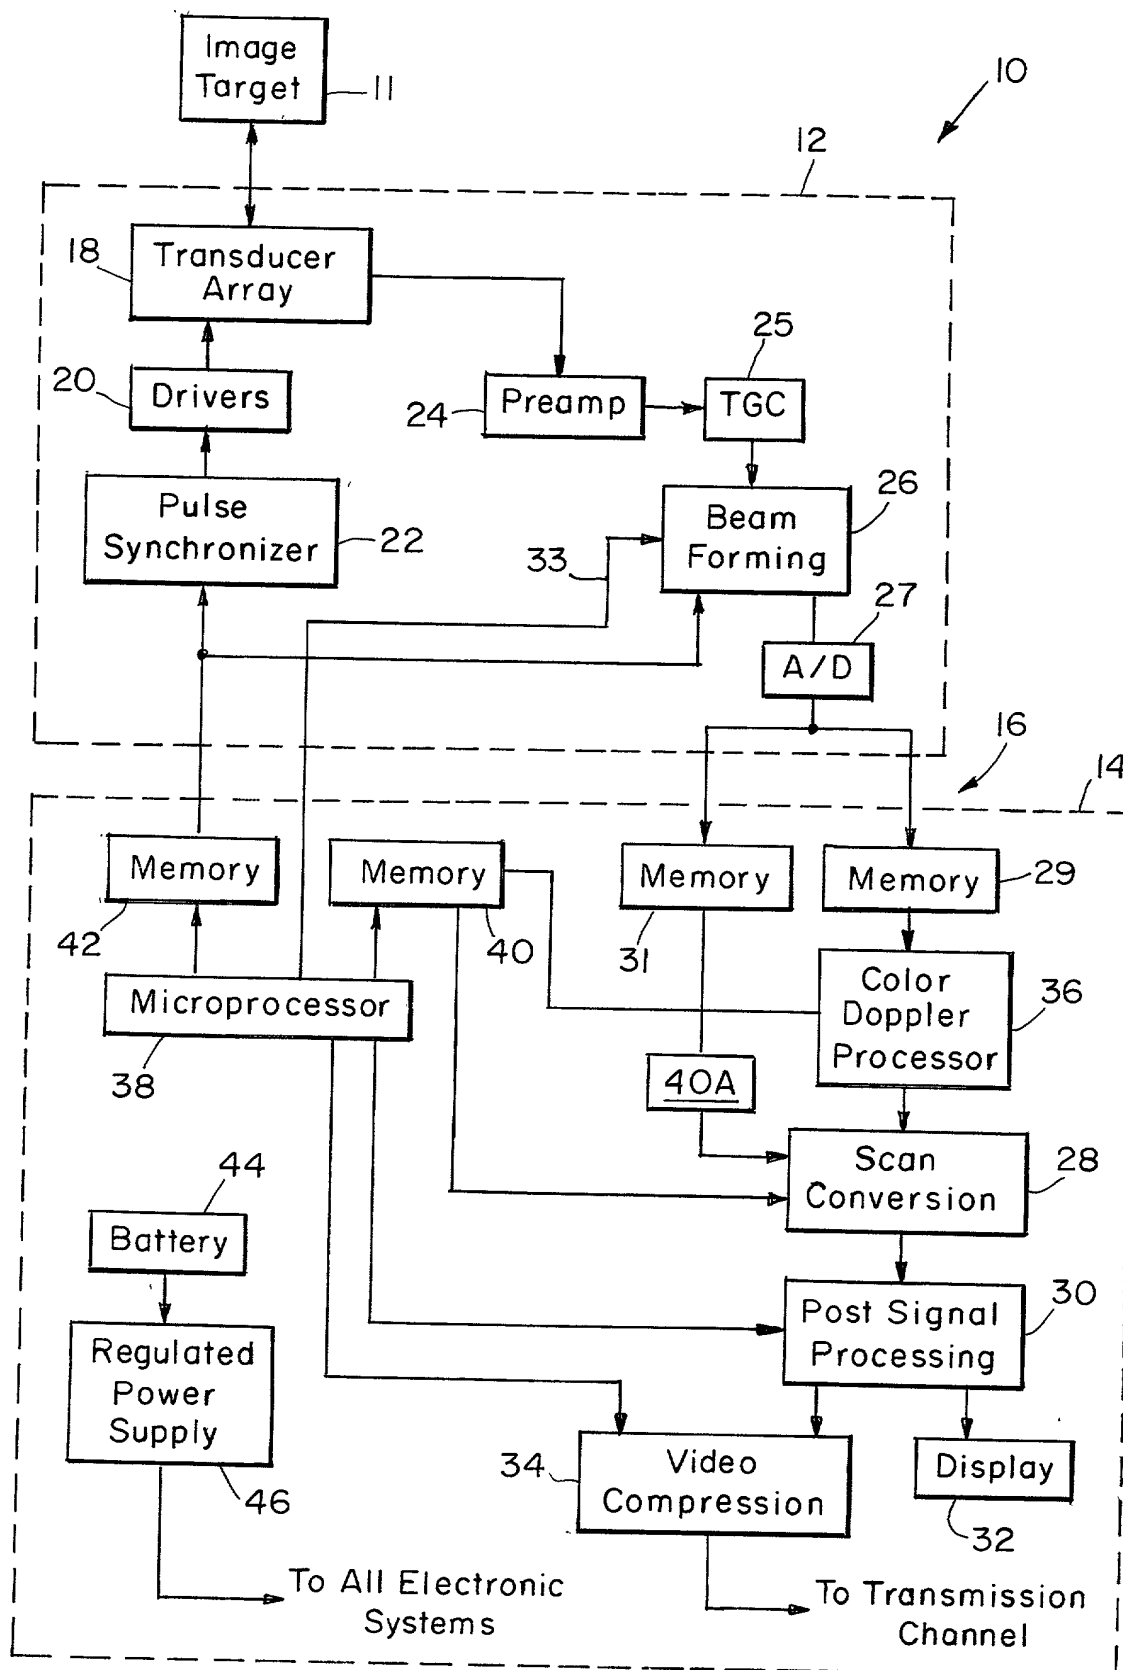 Image
Target
11
10
12
18
Transducer
Array
25
20
Drivers
24
Preamp
TGC
Pulse
Synchronizer
22
33
Beam
Forming
26
27
A/D
16
14
Memory
42
Memory
40
Memory
31
Memory
29
Microprocessor
38
Color
Doppler
Processor
36
40A
Scan
Conversion
28
44
Battery
Regulated
Power
Supply
46
Post Signal
Processing
30
34
Video
Compression
Display
32
To All Electronic
Systems
To Transmission
Channel